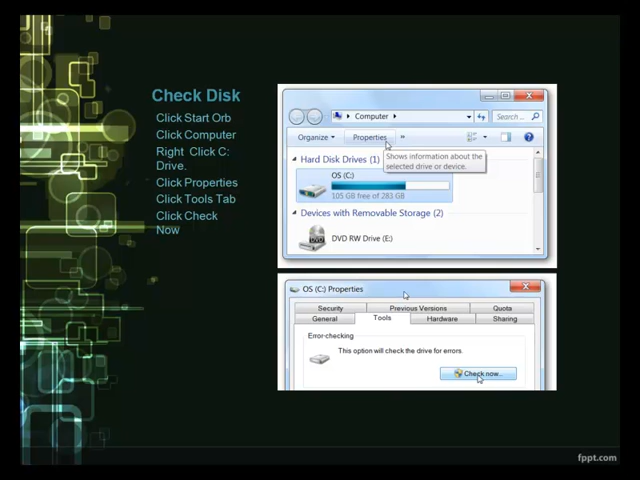 Check Disk
Click Start Orb
Click Computer
Right Click C:
Drive.
Click Properties
Click Tools Tab
Click Check
Now
Computer
Search...
Organize
Properties
»
Shows information about the
selected drive or device.
Hard Disk Drives (1)
OS (C:)
105 GB free of 283 GB
Devices with Removable Storage (2)
DVD RW Drive (E:)
OS (C:) Properties
Security Previous Versions Quota
General Tools Hardware Sharing
Error-checking
This option will check the drive for errors.
Check now...
fppt.com